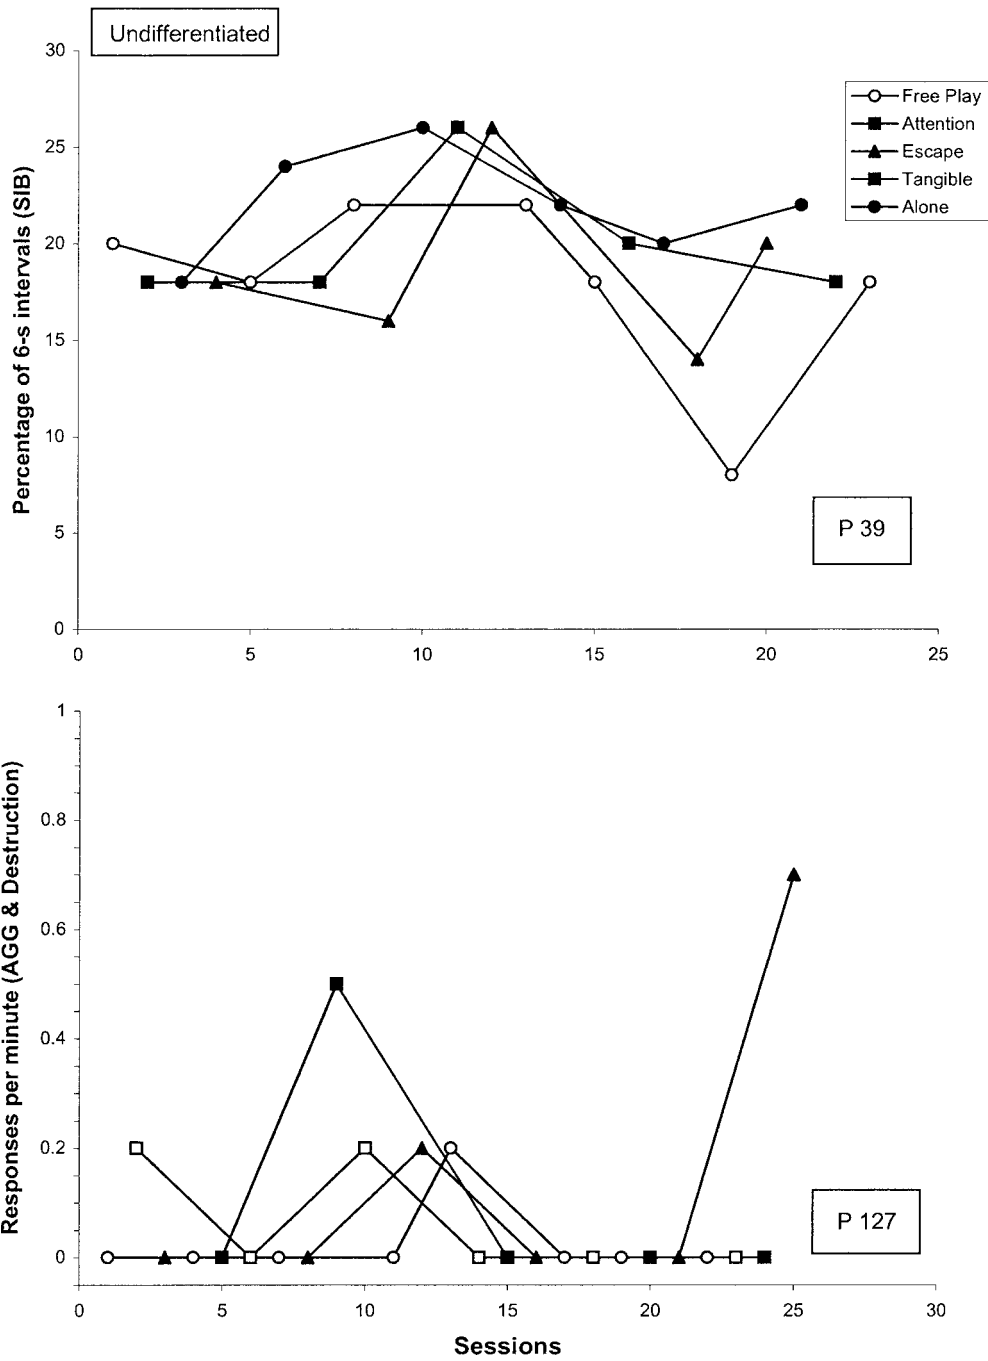 Undifferentiated
30
25
20
15
10
5
0
Percentage of 6-s intervals (SIB)
Free Play
Attention
Escape
Tangible
Alone
P 39
0 5 10 15 20 25
1
0.8
0.6
0.4
0.2
0
Responses per minute (AGG & Destruction)
P 127
0 5 10 15 20 25 30
Sessions